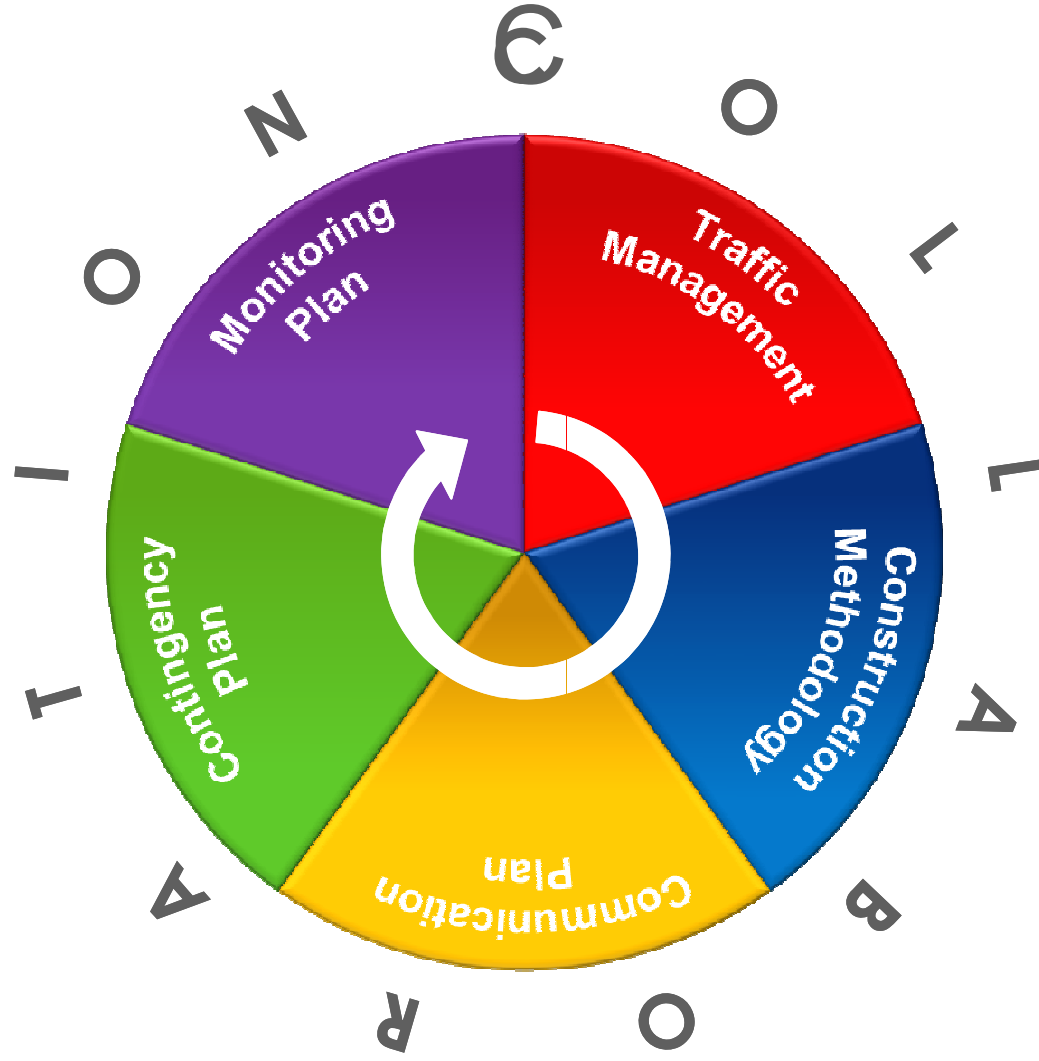 COLLABORATION
Traffic
Management
Construction
Methodology
Communication
Plan
Contingency
Plan
Monitoring
Plan